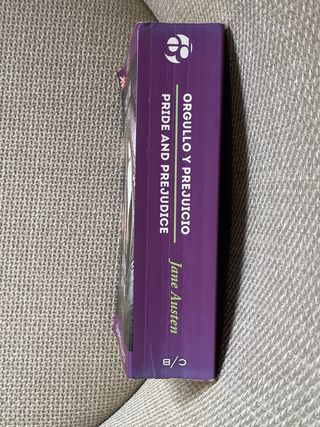 ORGULLO Y PREJUICIO
PRIDE AND PREJUDICE
Jane Austen
C/B